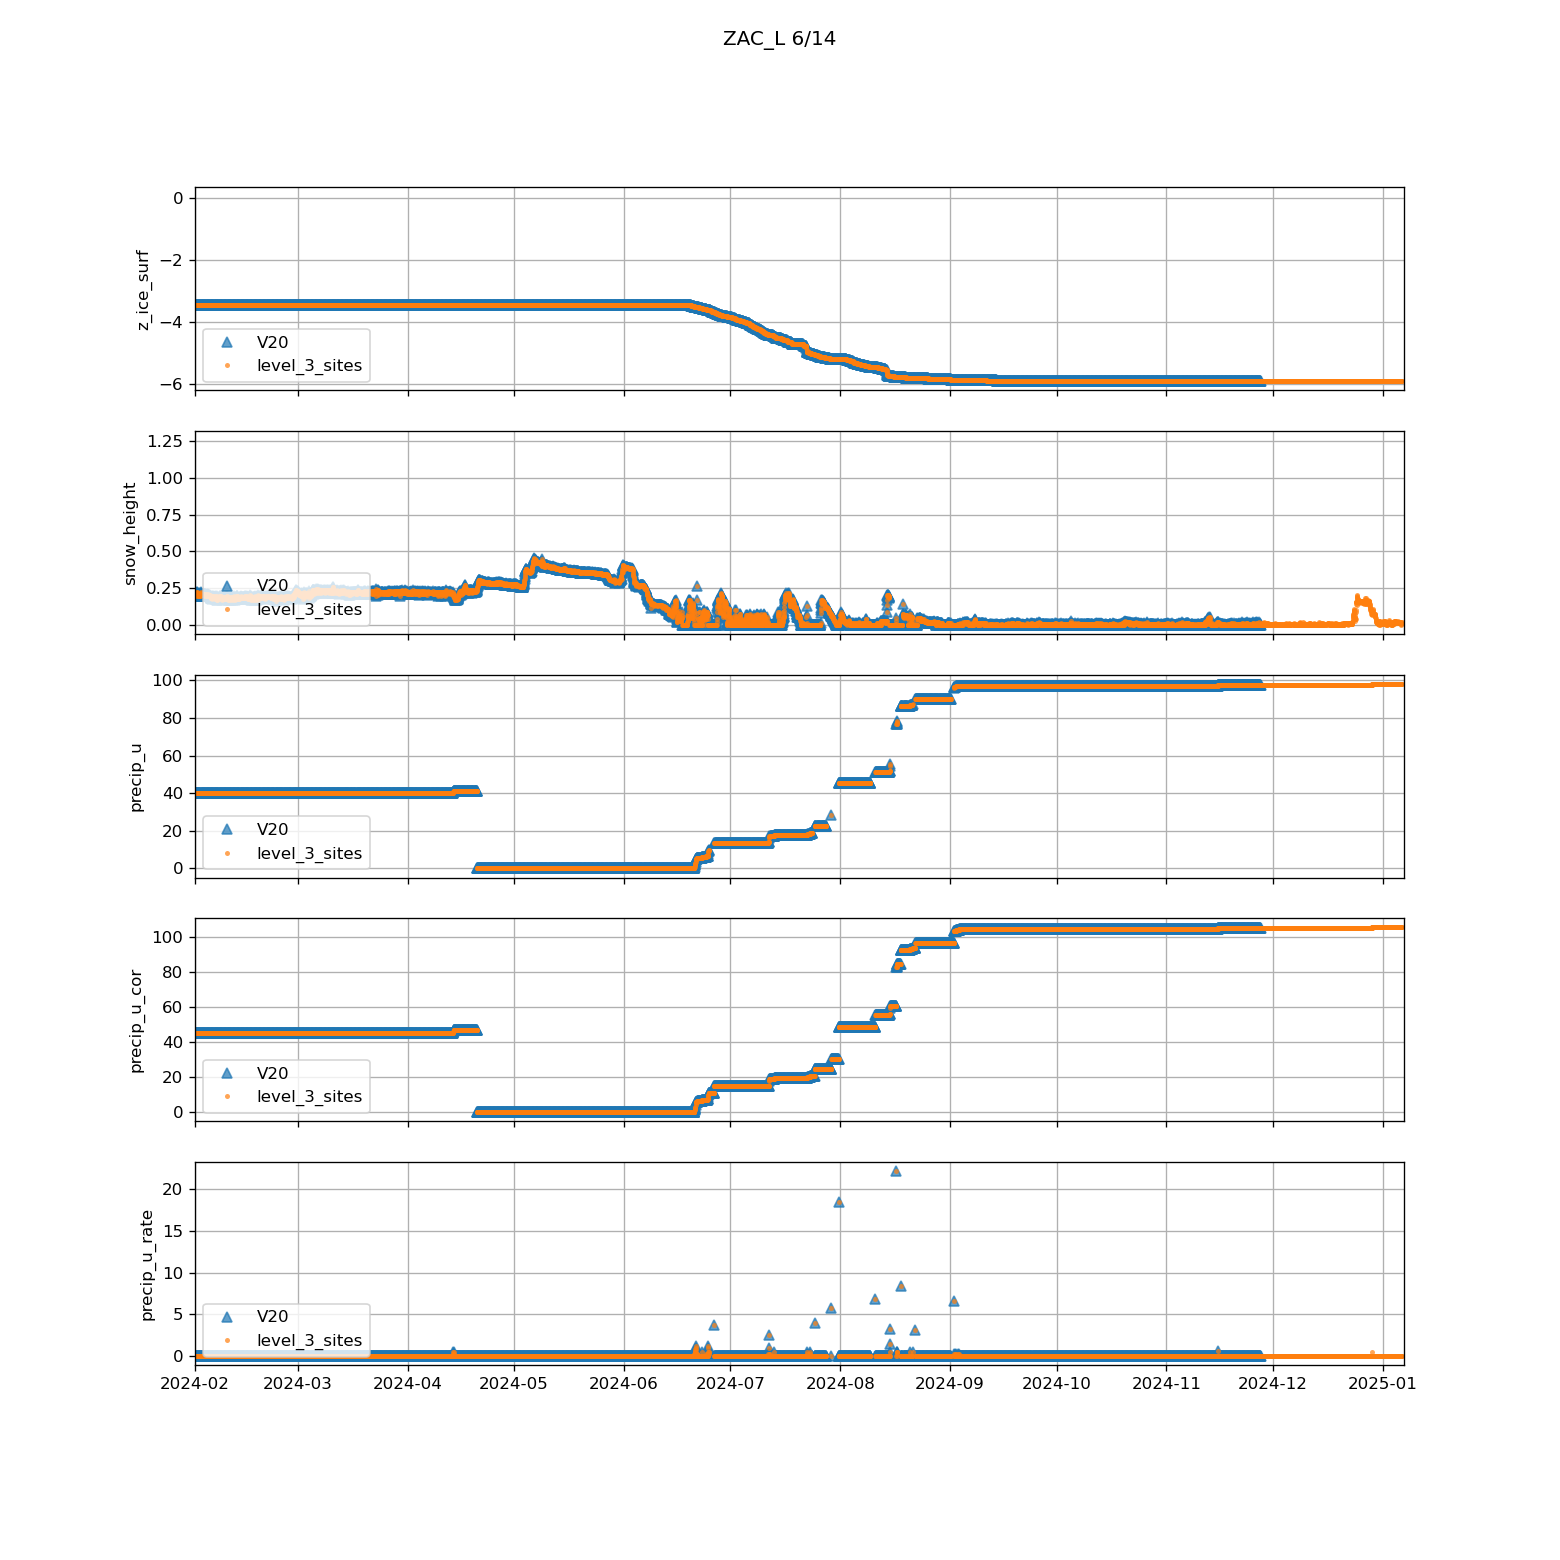 ZAC_L 6/14
0
−2
−4
−6
z_ice_surf
V20
level_3_sites
1.25
1.00
0.75
0.50
0.25
0.00
snow_height
V20
level_3_sites
100
80
60
40
20
0
precip_u
V20
level_3_sites
100
80
60
40
20
0
precip_u_cor
V20
level_3_sites
20
15
10
5
0
precip_u_rate
V20
level_3_sites
2024-02 2024-03 2024-04 2024-05 2024-06 2024-07 2024-08 2024-09 2024-10 2024-11 2024-12 2025-01